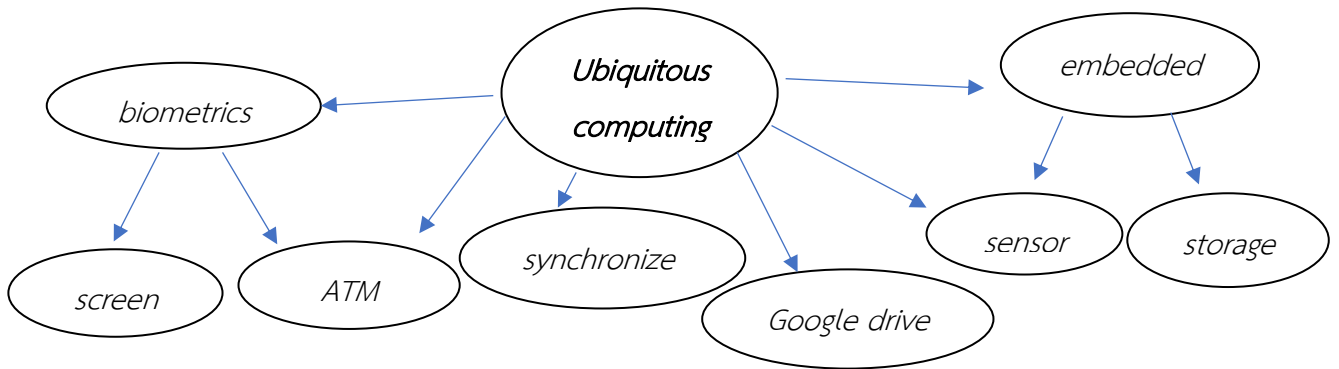 Ubiquitous
computing
embedded
biometrics
sensor
storage
synchronize
ATM
screen
Google drive